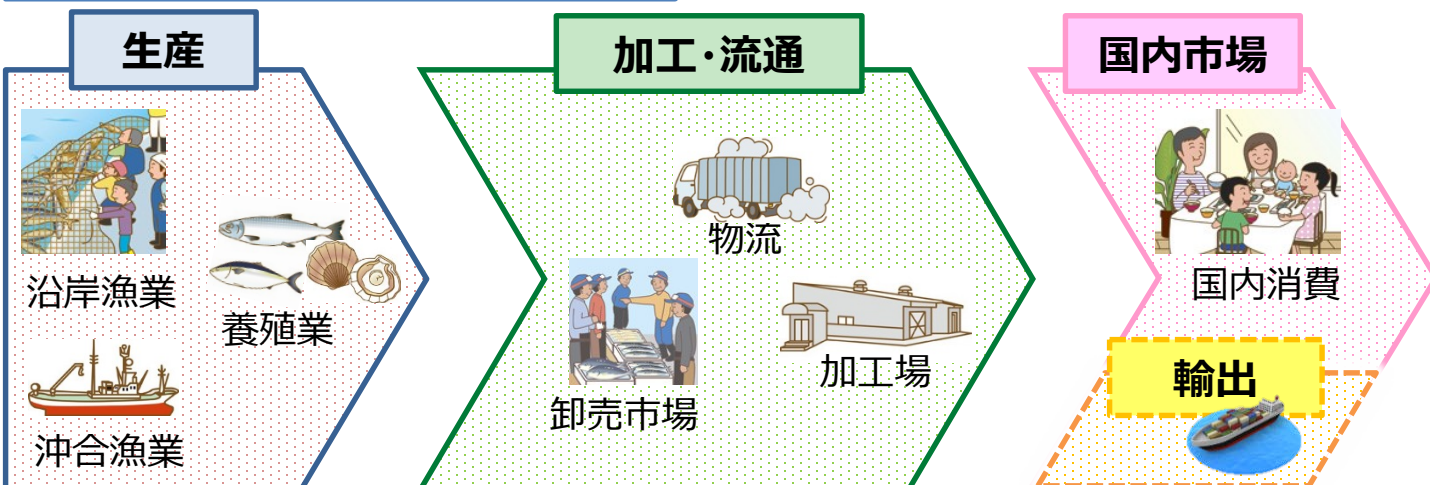 生産
沿岸漁業
養殖業
沖合漁業
加工・流通
物流
卸売市場
加工場
国内市場
国内消費
輸出